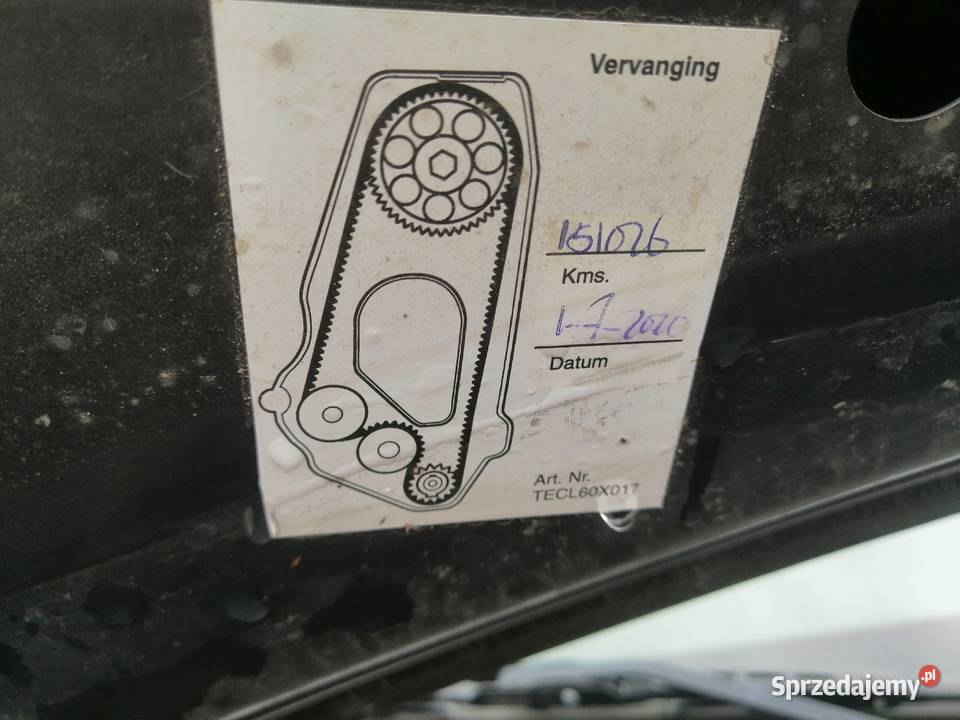 Vervanging
151026
Kms.
1-7-2020
Datum
Art. Nr.
TECL60X017
Sprzedajemy.pl